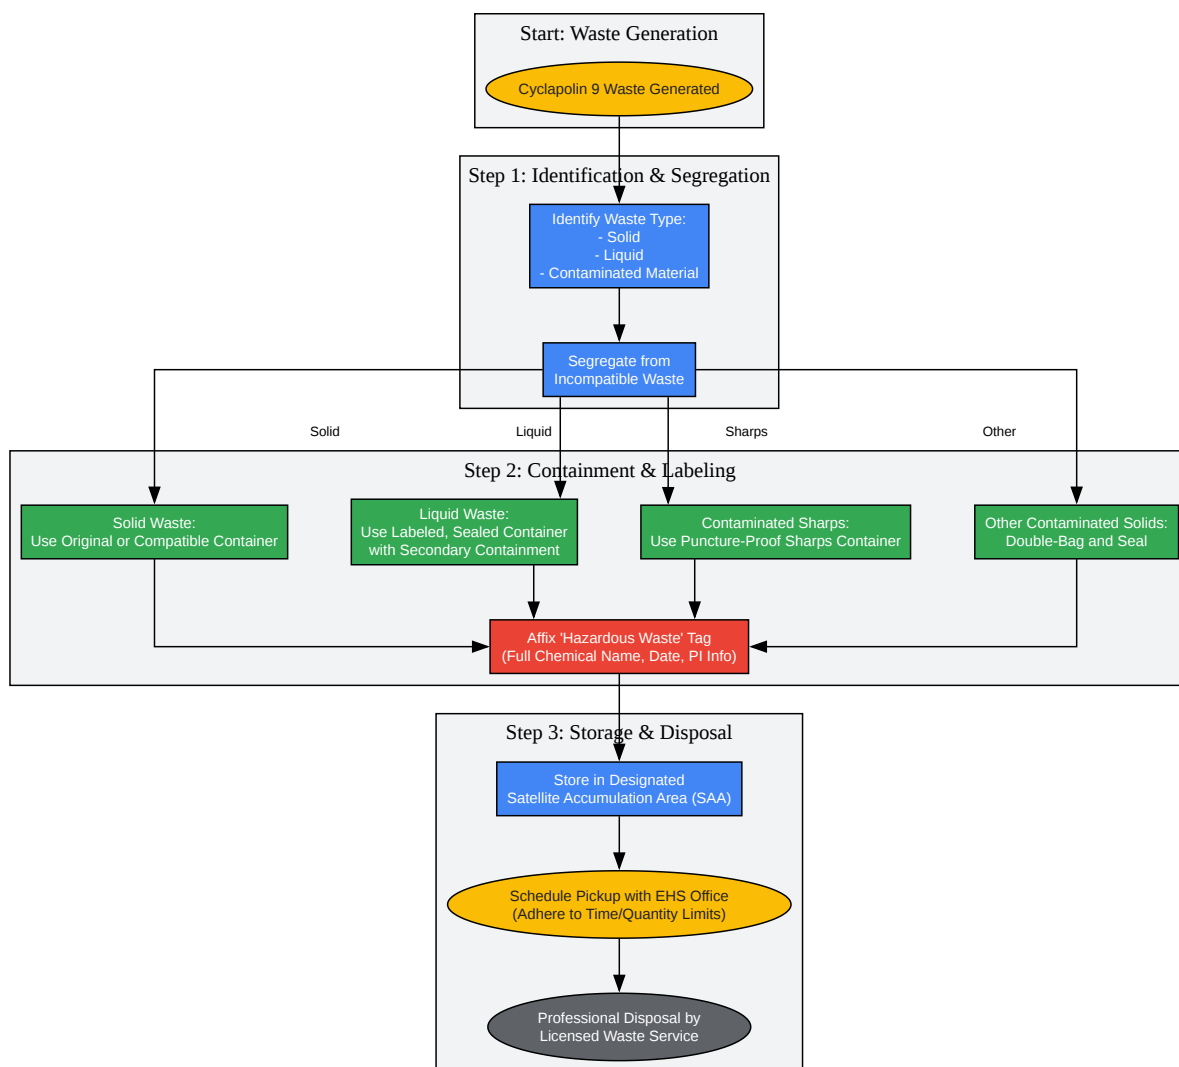 Start: Waste Generation
Cyclapolin 9 Waste Generated
Step 1: Identification & Segregation
Identify Waste Type:
- Solid
- Liquid
- Contaminated Material
Segregate from
Incompatible Waste
Solid
Liquid
Sharps
Other
Step 2: Containment & Labeling
Solid Waste:
Use Original or Compatible Container
Liquid Waste:
Use Labeled, Sealed Container
with Secondary Containment
Contaminated Sharps:
Use Puncture-Proof Sharps Container
Other Contaminated Solids:
Double-Bag and Seal
Affix 'Hazardous Waste' Tag
(Full Chemical Name, Date, PI Info)
Step 3: Storage & Disposal
Store in Designated
Satellite Accumulation Area (SAA)
Schedule Pickup with EHS Office
(Adhere to Time/Quantity Limits)
Professional Disposal by
Licensed Waste Service